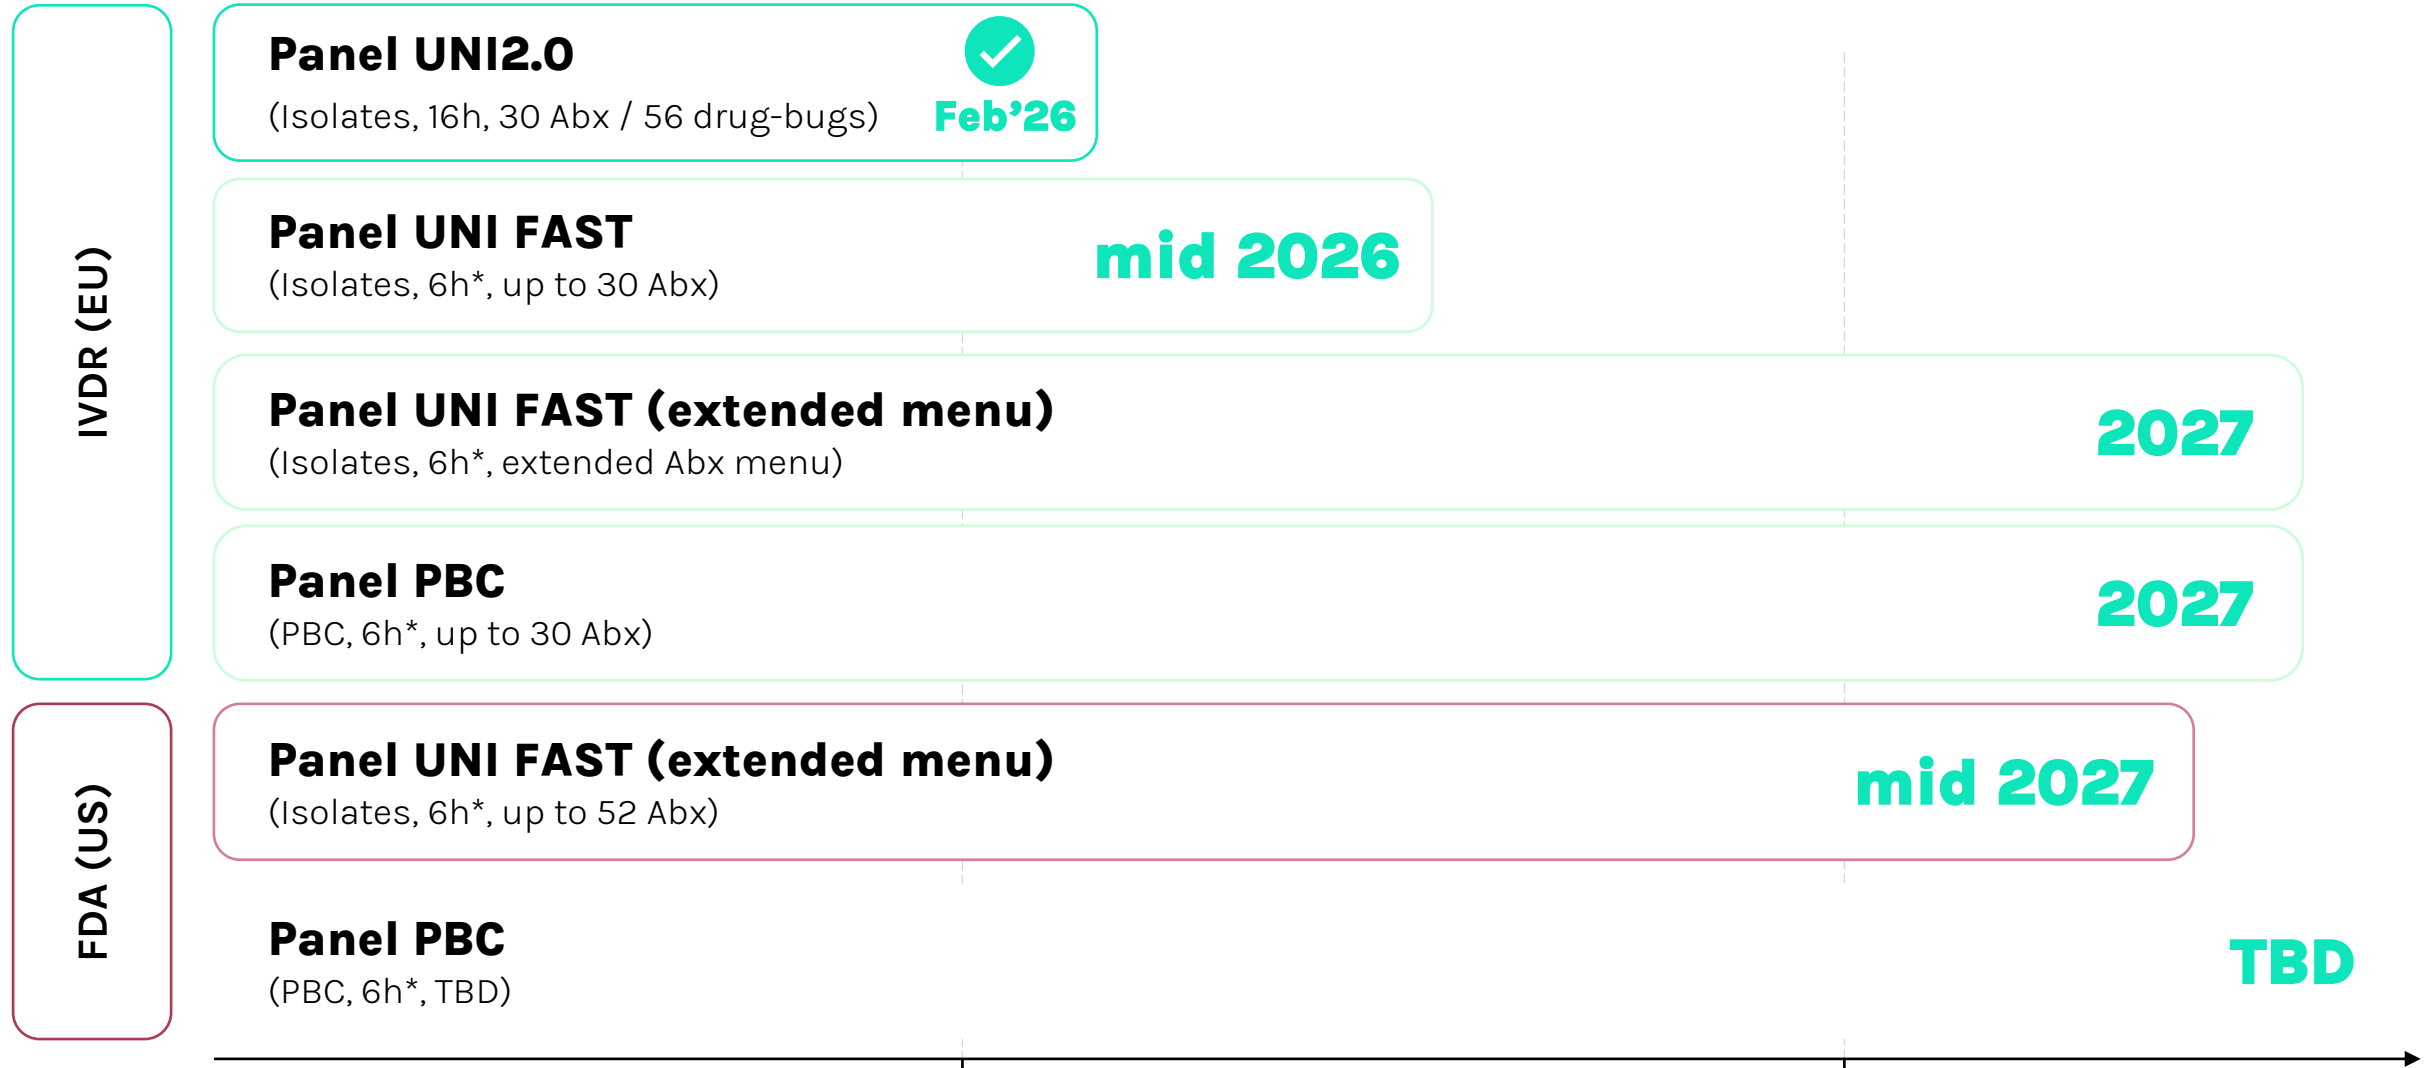 IVDR (EU)
Panel UNI2.0
(Isolates, 16h, 30 Abx / 56 drug-bugs)
Feb’26
Panel UNI FAST
(Isolates, 6h*, up to 30 Abx)
mid 2026
Panel UNI FAST (extended menu)
(Isolates, 6h*, extended Abx menu)
2027
Panel PBC
(PBC, 6h*, up to 30 Abx)
2027
FDA (US)
Panel UNI FAST (extended menu)
(Isolates, 6h*, up to 52 Abx)
mid 2027
Panel PBC
(PBC, 6h*, TBD)
TBD